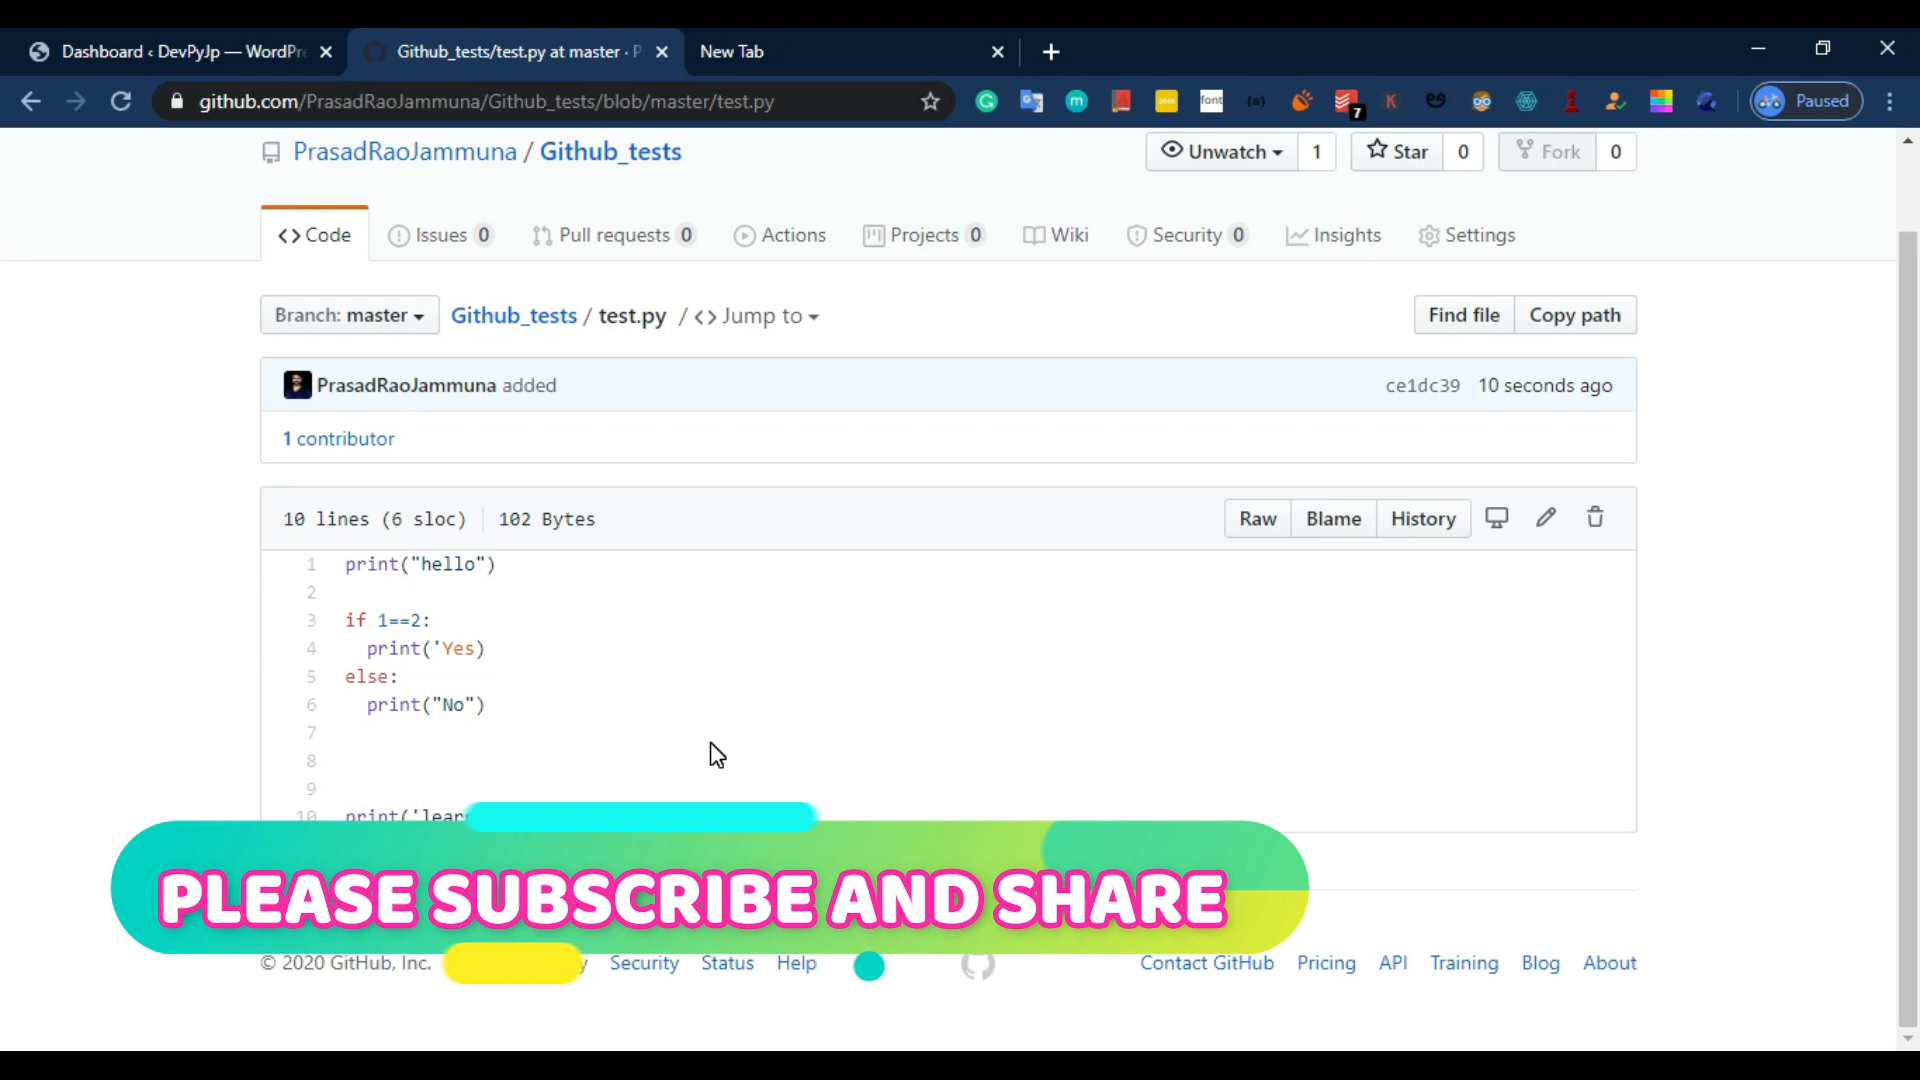 Dashboard ‹ DevPyJp — WordPr
Github_tests/test.py at master · P
New Tab
github.com/PrasadRaoJammuna/Github_tests/blob/master/test.py
font
7
K
Paused
PrasadRaoJammuna / Github_tests
Unwatch 1
Star 0
Fork 0
Code
Issues 0
Pull requests 0
Actions
Projects 0
Wiki
Security 0
Insights
Settings
Branch: master
Github_tests / test.py / Jump to
Find file
Copy path
PrasadRaoJammuna added
ce1dc39 10 seconds ago
1 contributor
10 lines (6 sloc) 102 Bytes
Raw
Blame
History
1 print("hello")
2
3 if 1==2:
4 print('Yes)
5 else:
6 print("No")
7
8
9
10 print('lear
PLEASE SUBSCRIBE AND SHARE
© 2020 GitHub, Inc.
Security
Status
Help
Contact GitHub
Pricing
API
Training
Blog
About